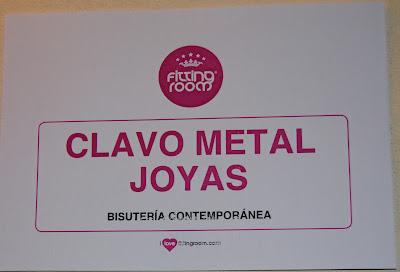 Fitting
room
CLAVO METAL
JOYAS
BISUTERÍA CONTEMPORÁNEA
I love fittingroom.com